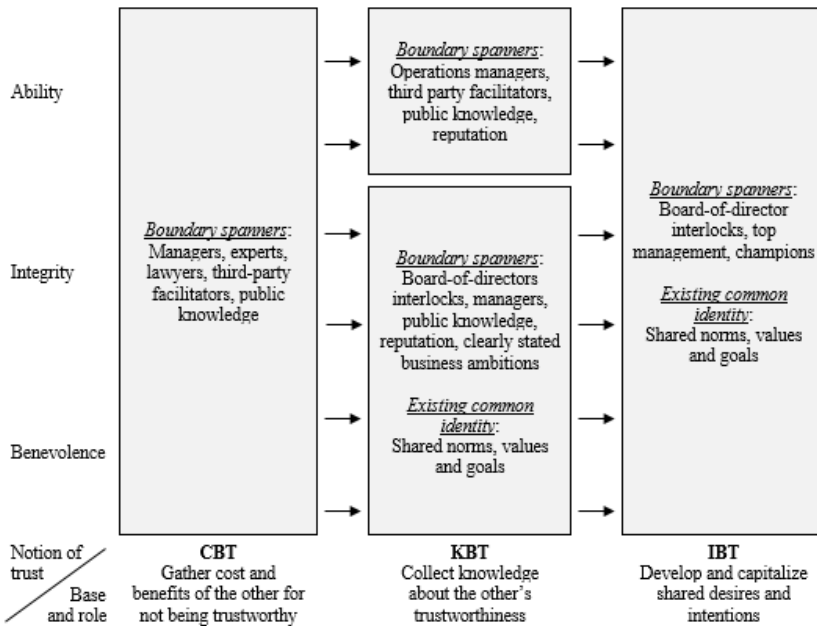 Ability
Integrity
Benevolence
Boundary spanners:
Managers, experts,
lawyers, third-party
facilitators, public
knowledge
Boundary spanners:
Operations managers,
third party facilitators,
public knowledge,
reputation
Boundary spanners:
Board-of-directors
interlocks, managers,
public knowledge,
reputation, clearly stated
business ambitions
Existing common
identity:
Shared norms, values
and goals
Boundary spanners:
Board-of-director
interlocks, top
management, champions
Existing common
identity:
Shared norms, values
and goals
Notion of
trust
Base
and role
CBT
Gather cost and
benefits of the other for
not being trustworthy
KBT
Collect knowledge
about the other's
trustworthiness
IBT
Develop and capitalize
shared desires and
intentions